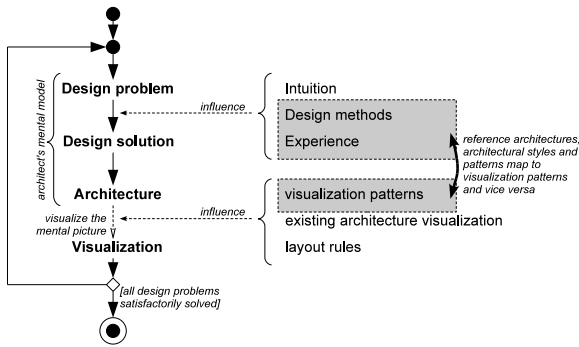 architect's mental model
Design problem
Design solution
Architecture
visualize the
mental picture
Visualization
[all design problems
satisfactorily solved]
influence
influence
Intuition
Design methods
Experience
visualization patterns
existing architecture visualization
layout rules
reference architectures,
architectural styles and
patterns map to
visualization patterns
and vice versa